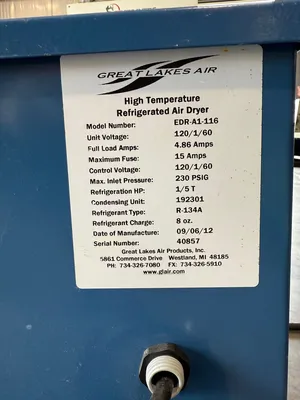 GREAT LAKES AIR
High Temperature
Refrigerated Air Dryer
Model Number: EDR-A1-116
Unit Voltage: 120/1/60
Full Load Amps: 4.86 Amps
Maximum Fuse: 15 Amps
Control Voltage: 120/1/60
Max. Inlet Pressure: 230 PSIG
Refrigeration HP: 1/5 T
Condensing Unit: 192301
Refrigerant Type: R-134A
Refrigerant Charge: 8 oz.
Date of Manufacture: 09/06/12
Serial Number: 40857
Great Lakes Air Products, Inc.
5861 Commerce Drive Westland, MI 48185
PH: 734-326-7080 FX: 734-326-5910
www.glair.com